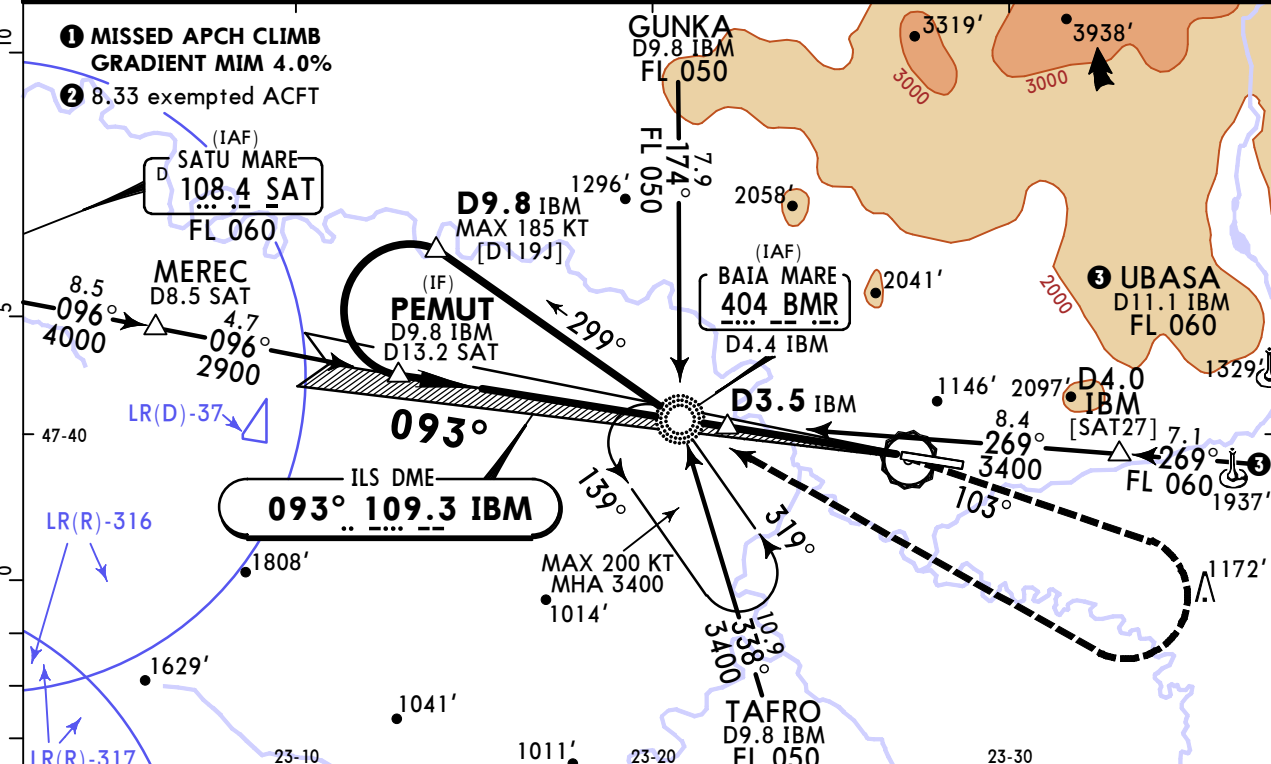 ❶ MISSED APCH CLIMB
GRADIENT MIM 4.0%
❷ 8.33 exempted ACFT
(IAF)
SATU MARE
D 108.4 SAT
FL 060
MEREC
D8.5 SAT
8.5
096°
4000
4.7
096°
2900
GUNKA
D9.8 IBM
FL 050
7.9
174°
FL 050
1296'
2058'
3319'
3938'
3000
3000
2000
D9.8 IBM
MAX 185 KT
[D119J]
(IF)
PEMUT
D9.8 IBM
D13.2 SAT
299°
(IAF)
BAIA MARE
404 BMR
D4.4 IBM
2041'
❸ UBASA
D11.1 IBM
FL 060
1329'
1146'
2097'
D4.0
IBM
[SAT27]
D3.5 IBM
8.4
269°
3400
7.1
269°
FL 060
❸
1937'
LR(D)-37
47-40
093°
ILS DME
093° 109.3 IBM
139°
319°
103°
MAX 200 KT
MHA 3400
1014'
1172'
LR(R)-316
1808'
1629'
1041'
1011'
10.9
338°
3400
TAFRO
D9.8 IBM
FL 050
LR(R)-317
23-10
23-20
23-30
10
5
0